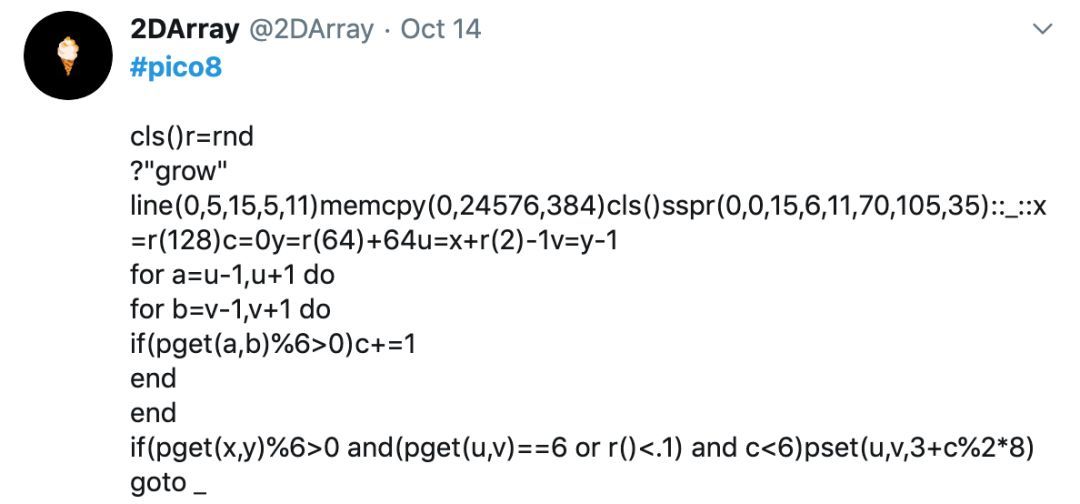 2DArray @2DArray · Oct 14
#pico8
cls()r=rnd
?"grow"
line(0,5,15,5,11)memcpy(0,24576,384)cls()sspr(0,0,15,6,11,70,105,35)::_::x
=r(128)c=0y=r(64)+64u=x+r(2)-1v=y-1
for a=u-1,u+1 do
for b=v-1,v+1 do
if(pget(a,b)%6>0)c+=1
end
end
if(pget(x,y)%6>0 and(pget(u,v)==6 or r()<.1) and c<6)pset(u,v,3+c%2*8)
goto _